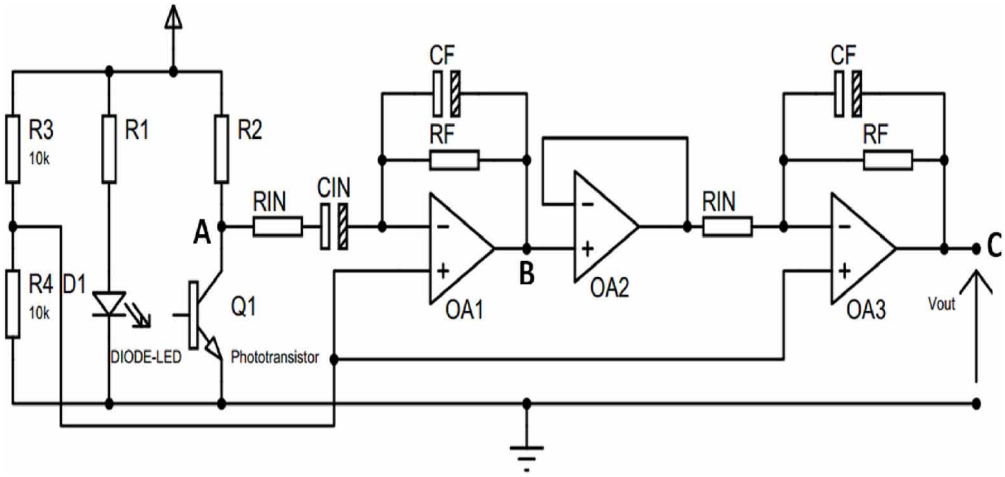 CF
CF
R3
10k
R1
R2
RF
RF
CIN
RIN
RIN
A
B
C
R4
10k
D1
Q1
OA1
OA2
OA3
Vout
DIODE-LED
Phototransistor